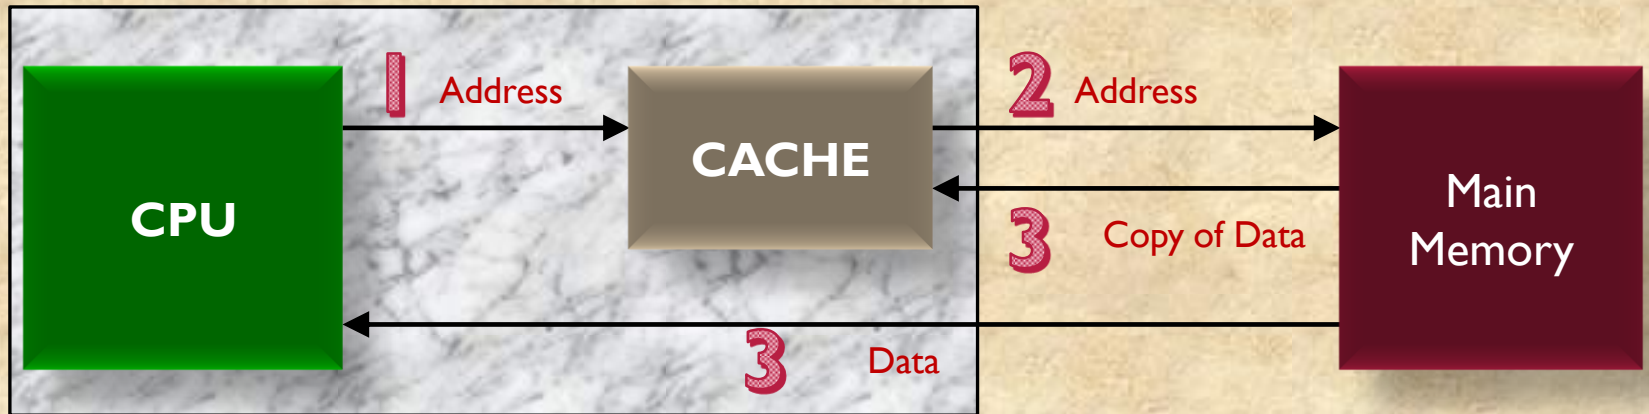 1 Address
2 Address
CACHE
CPU
Main
Memory
3 Copy of Data
3 Data